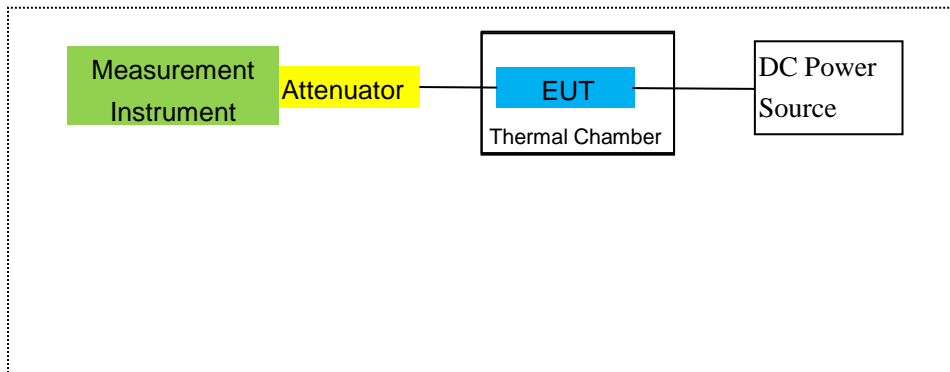 Measurement
Instrument
Attenuator
EUT
Thermal Chamber
DC Power
Source